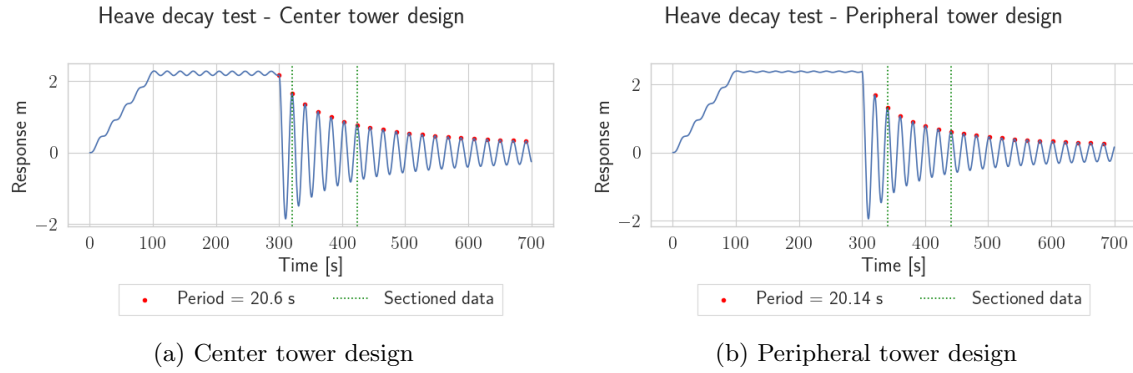 Heave decay test - Center tower design
Response m
2
0
−2
0 100 200 300 400 500 600 700
Time [s]
Period = 20.6 s Sectioned data
(a) Center tower design
Heave decay test - Peripheral tower design
Response m
2
0
−2
0 100 200 300 400 500 600 700
Time [s]
Period = 20.14 s Sectioned data
(b) Peripheral tower design